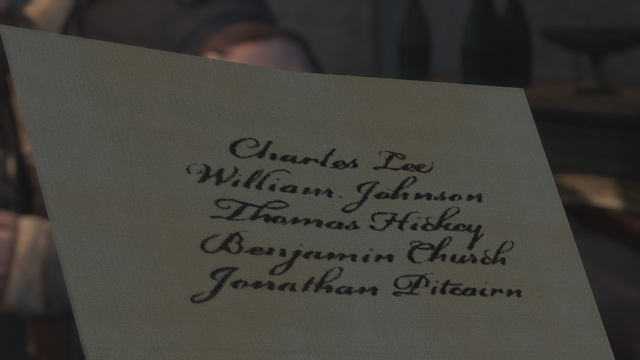 Charles Lee
William Johnson
Thomas Hickey
Benjamin Church
Jonathan Pitcairn